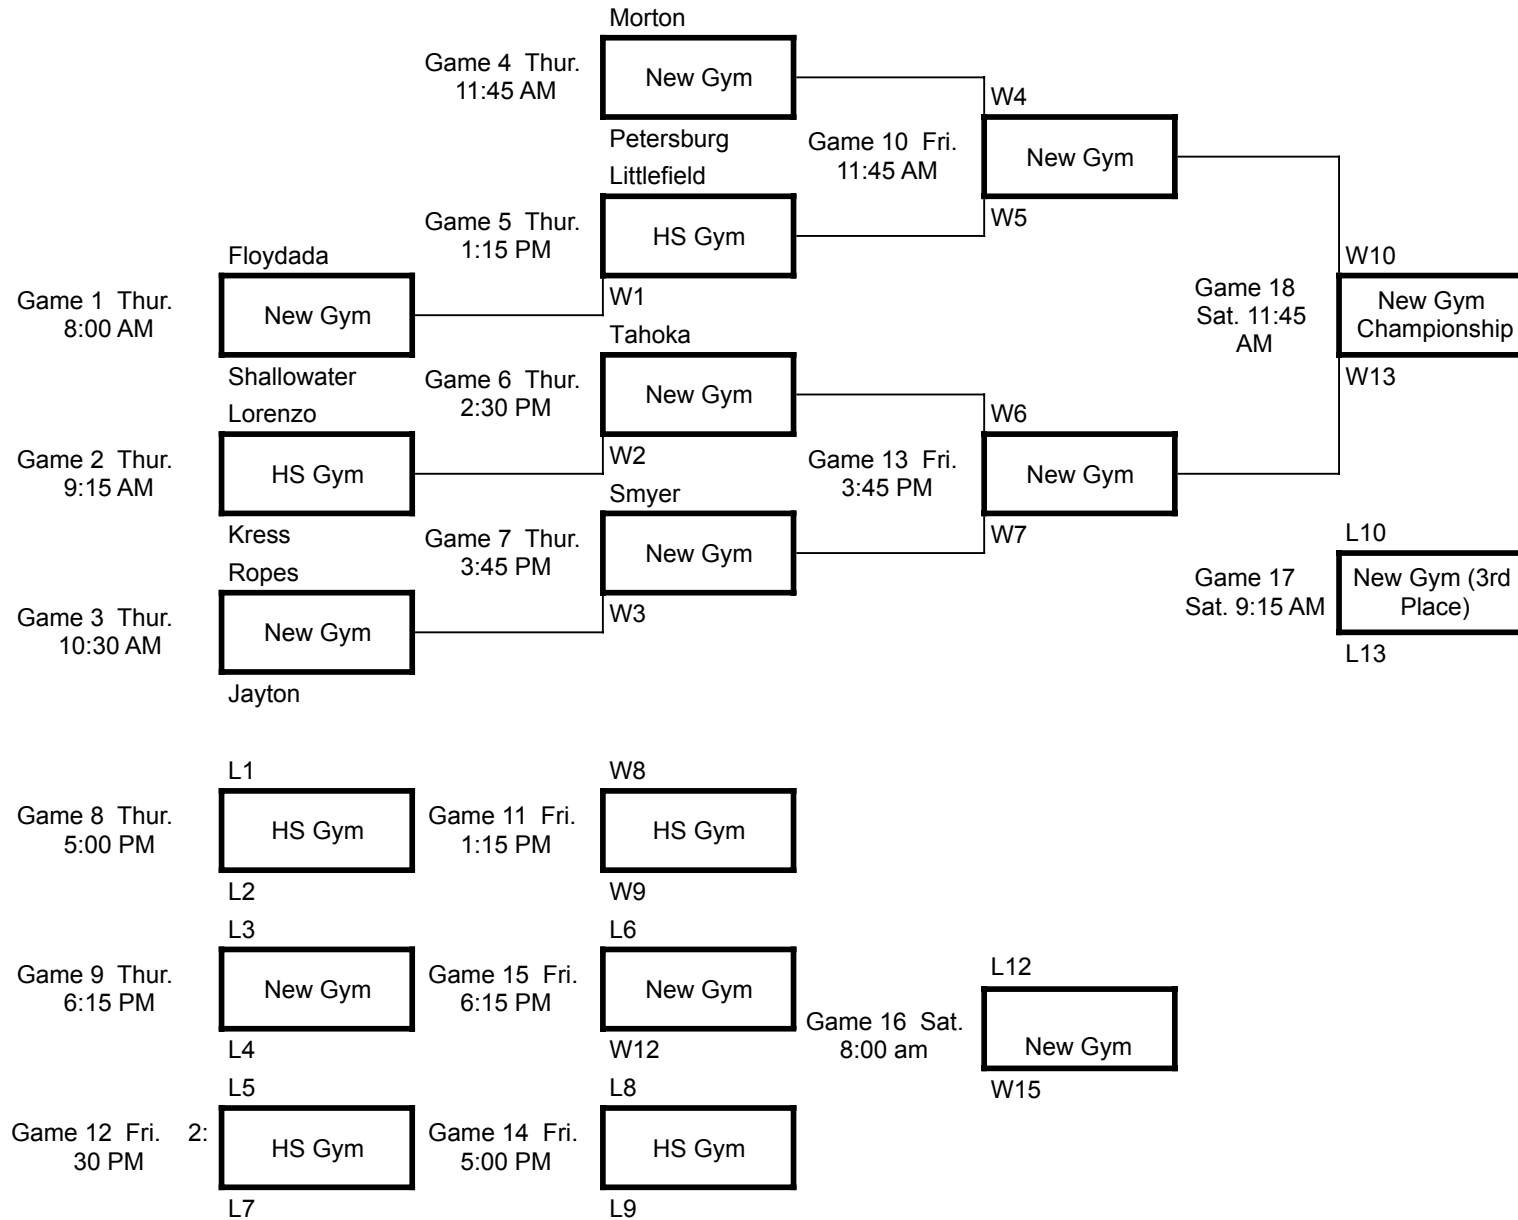 Morton
Game 4  Thur.
11:45 AM
New Gym
Petersburg
W4
Game 10  Fri.
11:45 AM
New Gym
W5
Littlefield
Game 5  Thur.
1:15 PM
HS Gym
W1
Floydada
Game 1  Thur.
8:00 AM
New Gym
Shallowater
W10
Game 18
Sat. 11:45
AM
New Gym
Championship
W13
Tahoka
Game 6  Thur.
2:30 PM
New Gym
W2
Lorenzo
Game 2  Thur.
9:15 AM
HS Gym
Kress
W6
Game 13  Fri.
3:45 PM
New Gym
W7
Smyer
Game 7  Thur.
3:45 PM
New Gym
W3
Ropes
Game 3  Thur.
10:30 AM
New Gym
Jayton
L10
Game 17
Sat. 9:15 AM
New Gym (3rd
Place)
L13
L1
Game 8  Thur.
5:00 PM
HS Gym
L2
W8
Game 11  Fri.
1:15 PM
HS Gym
W9
L3
Game 9  Thur.
6:15 PM
New Gym
L4
L6
Game 15  Fri.
6:15 PM
New Gym
W12
L12
Game 16  Sat.
8:00 am
New Gym
W15
L5
Game 12  Fri.    2:
30 PM
HS Gym
L7
L8
Game 14  Fri.
5:00 PM
HS Gym
L9